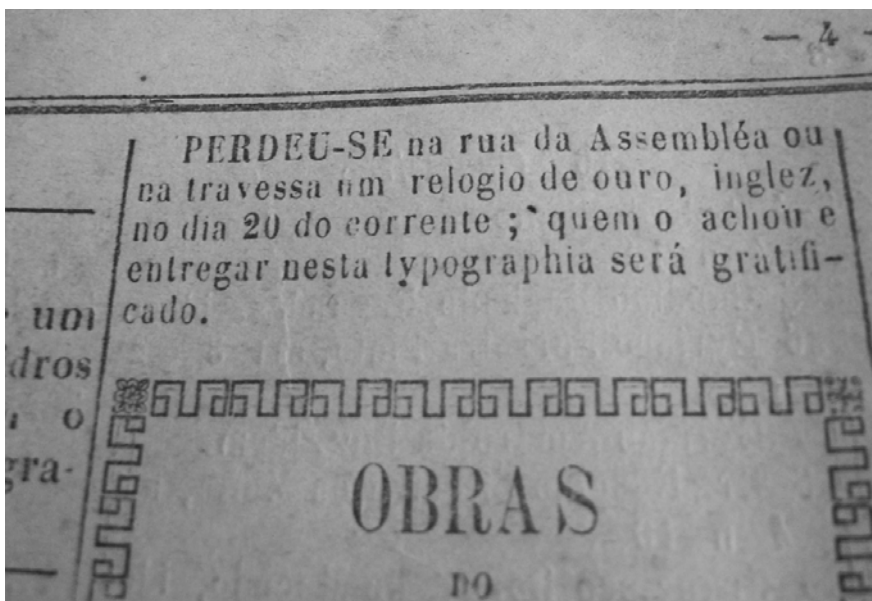 — 4
PERDEU-SE na rua da Assembléa ou
na travessa um relogio de ouro, inglez,
no dia 20 do corrente; quem o achou e
entregar nesta typographia será gratifi-
cado.
um
dros
o
gra-
OBRAS
DO